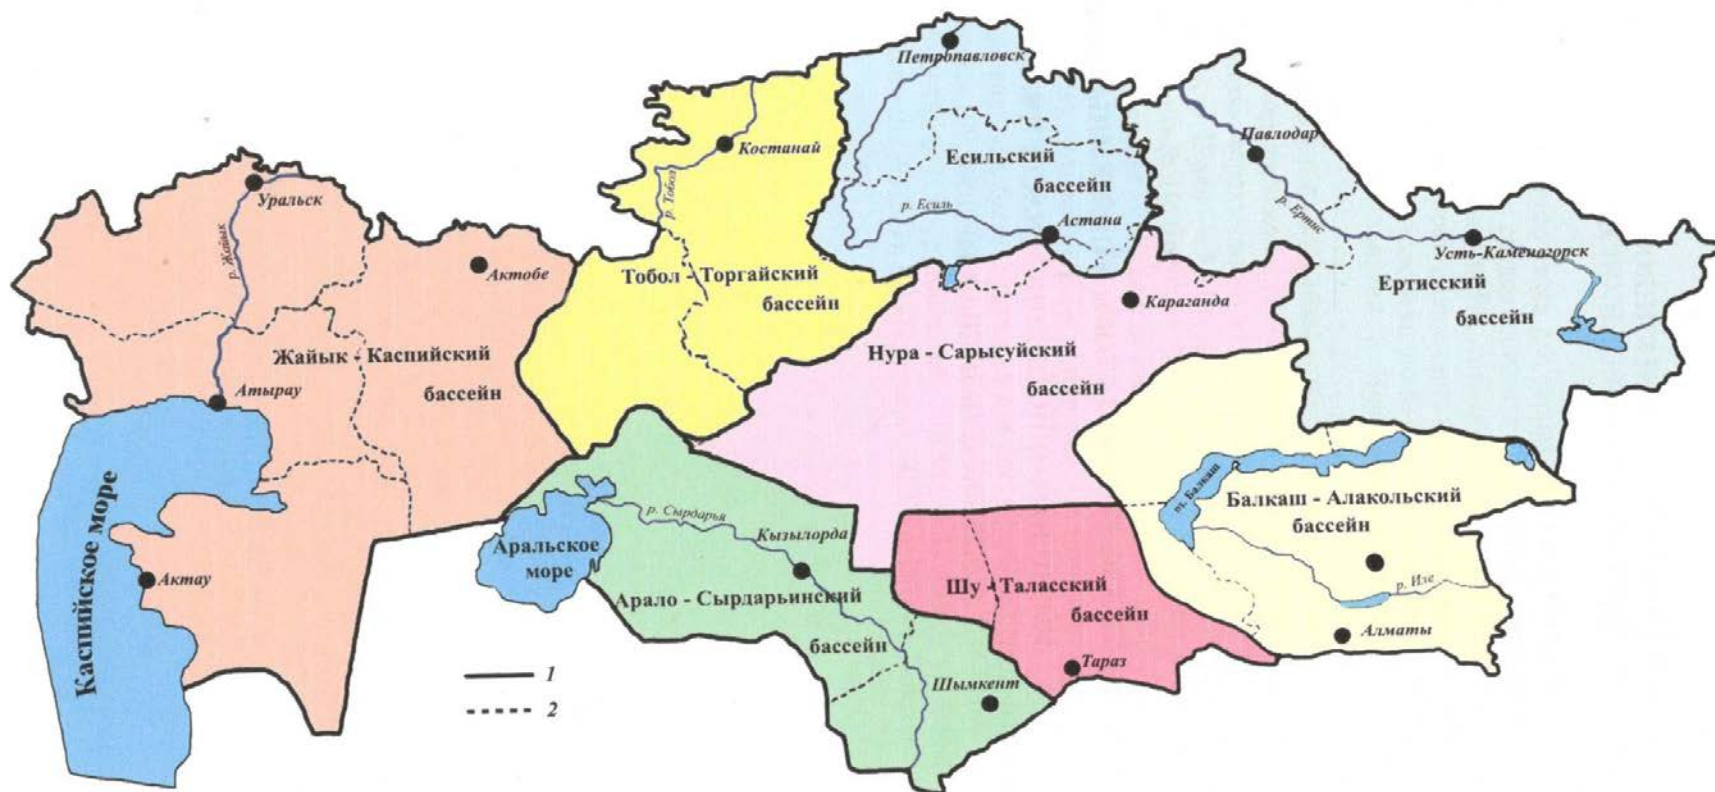 Петропавловск
Костанай
Есильский
бассейн
Павлодар
Уральск
р. Жайык
р. Тобол
р. Есиль
Астана
р. Ертис
Усть-Каменогорск
Актобе
Тобол - Торгайский
бассейн
Караганда
Ертисский
бассейн
Жайык - Каспийский
бассейн
Нура - Сарысуйский
бассейн
Атырау
Каспийское море
Актау
Аральское
море
р. Сырдарья
Кызылорда
Арало - Сырдарьинский
бассейн
Шу - Таласский
бассейн
Балкаш
Балкаш - Алакольский
бассейн
р. Иле
Алматы
Тараз
Шымкент
1
2